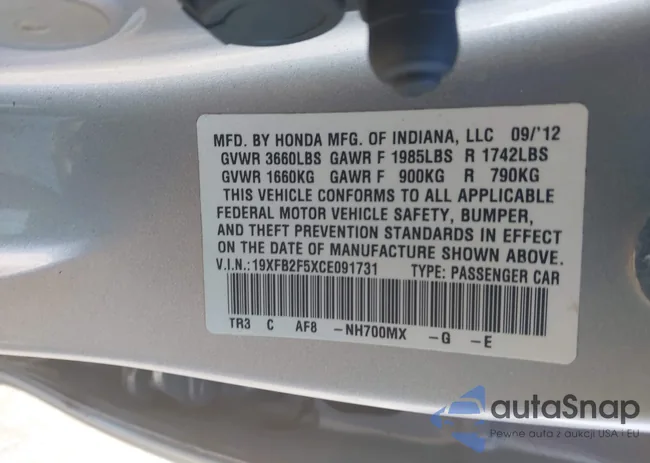 MFD. BY HONDA MFG. OF INDIANA, LLC 09/'12
GVWR 3660LBS GAWR F 1985LBS R 1742LBS
GVWR 1660KG GAWR F 900KG R 790KG
THIS VEHICLE CONFORMS TO ALL APPLICABLE
FEDERAL MOTOR VEHICLE SAFETY, BUMPER,
AND THEFT PREVENTION STANDARDS IN EFFECT
ON THE DATE OF MANUFACTURE SHOWN ABOVE.
V.I.N.:19XFB2F5XCE091731 TYPE: PASSENGER CAR
TR3 C AF8 -NH700MX -G -E
autoSnap
Pewne auta z aukcji USA i EU